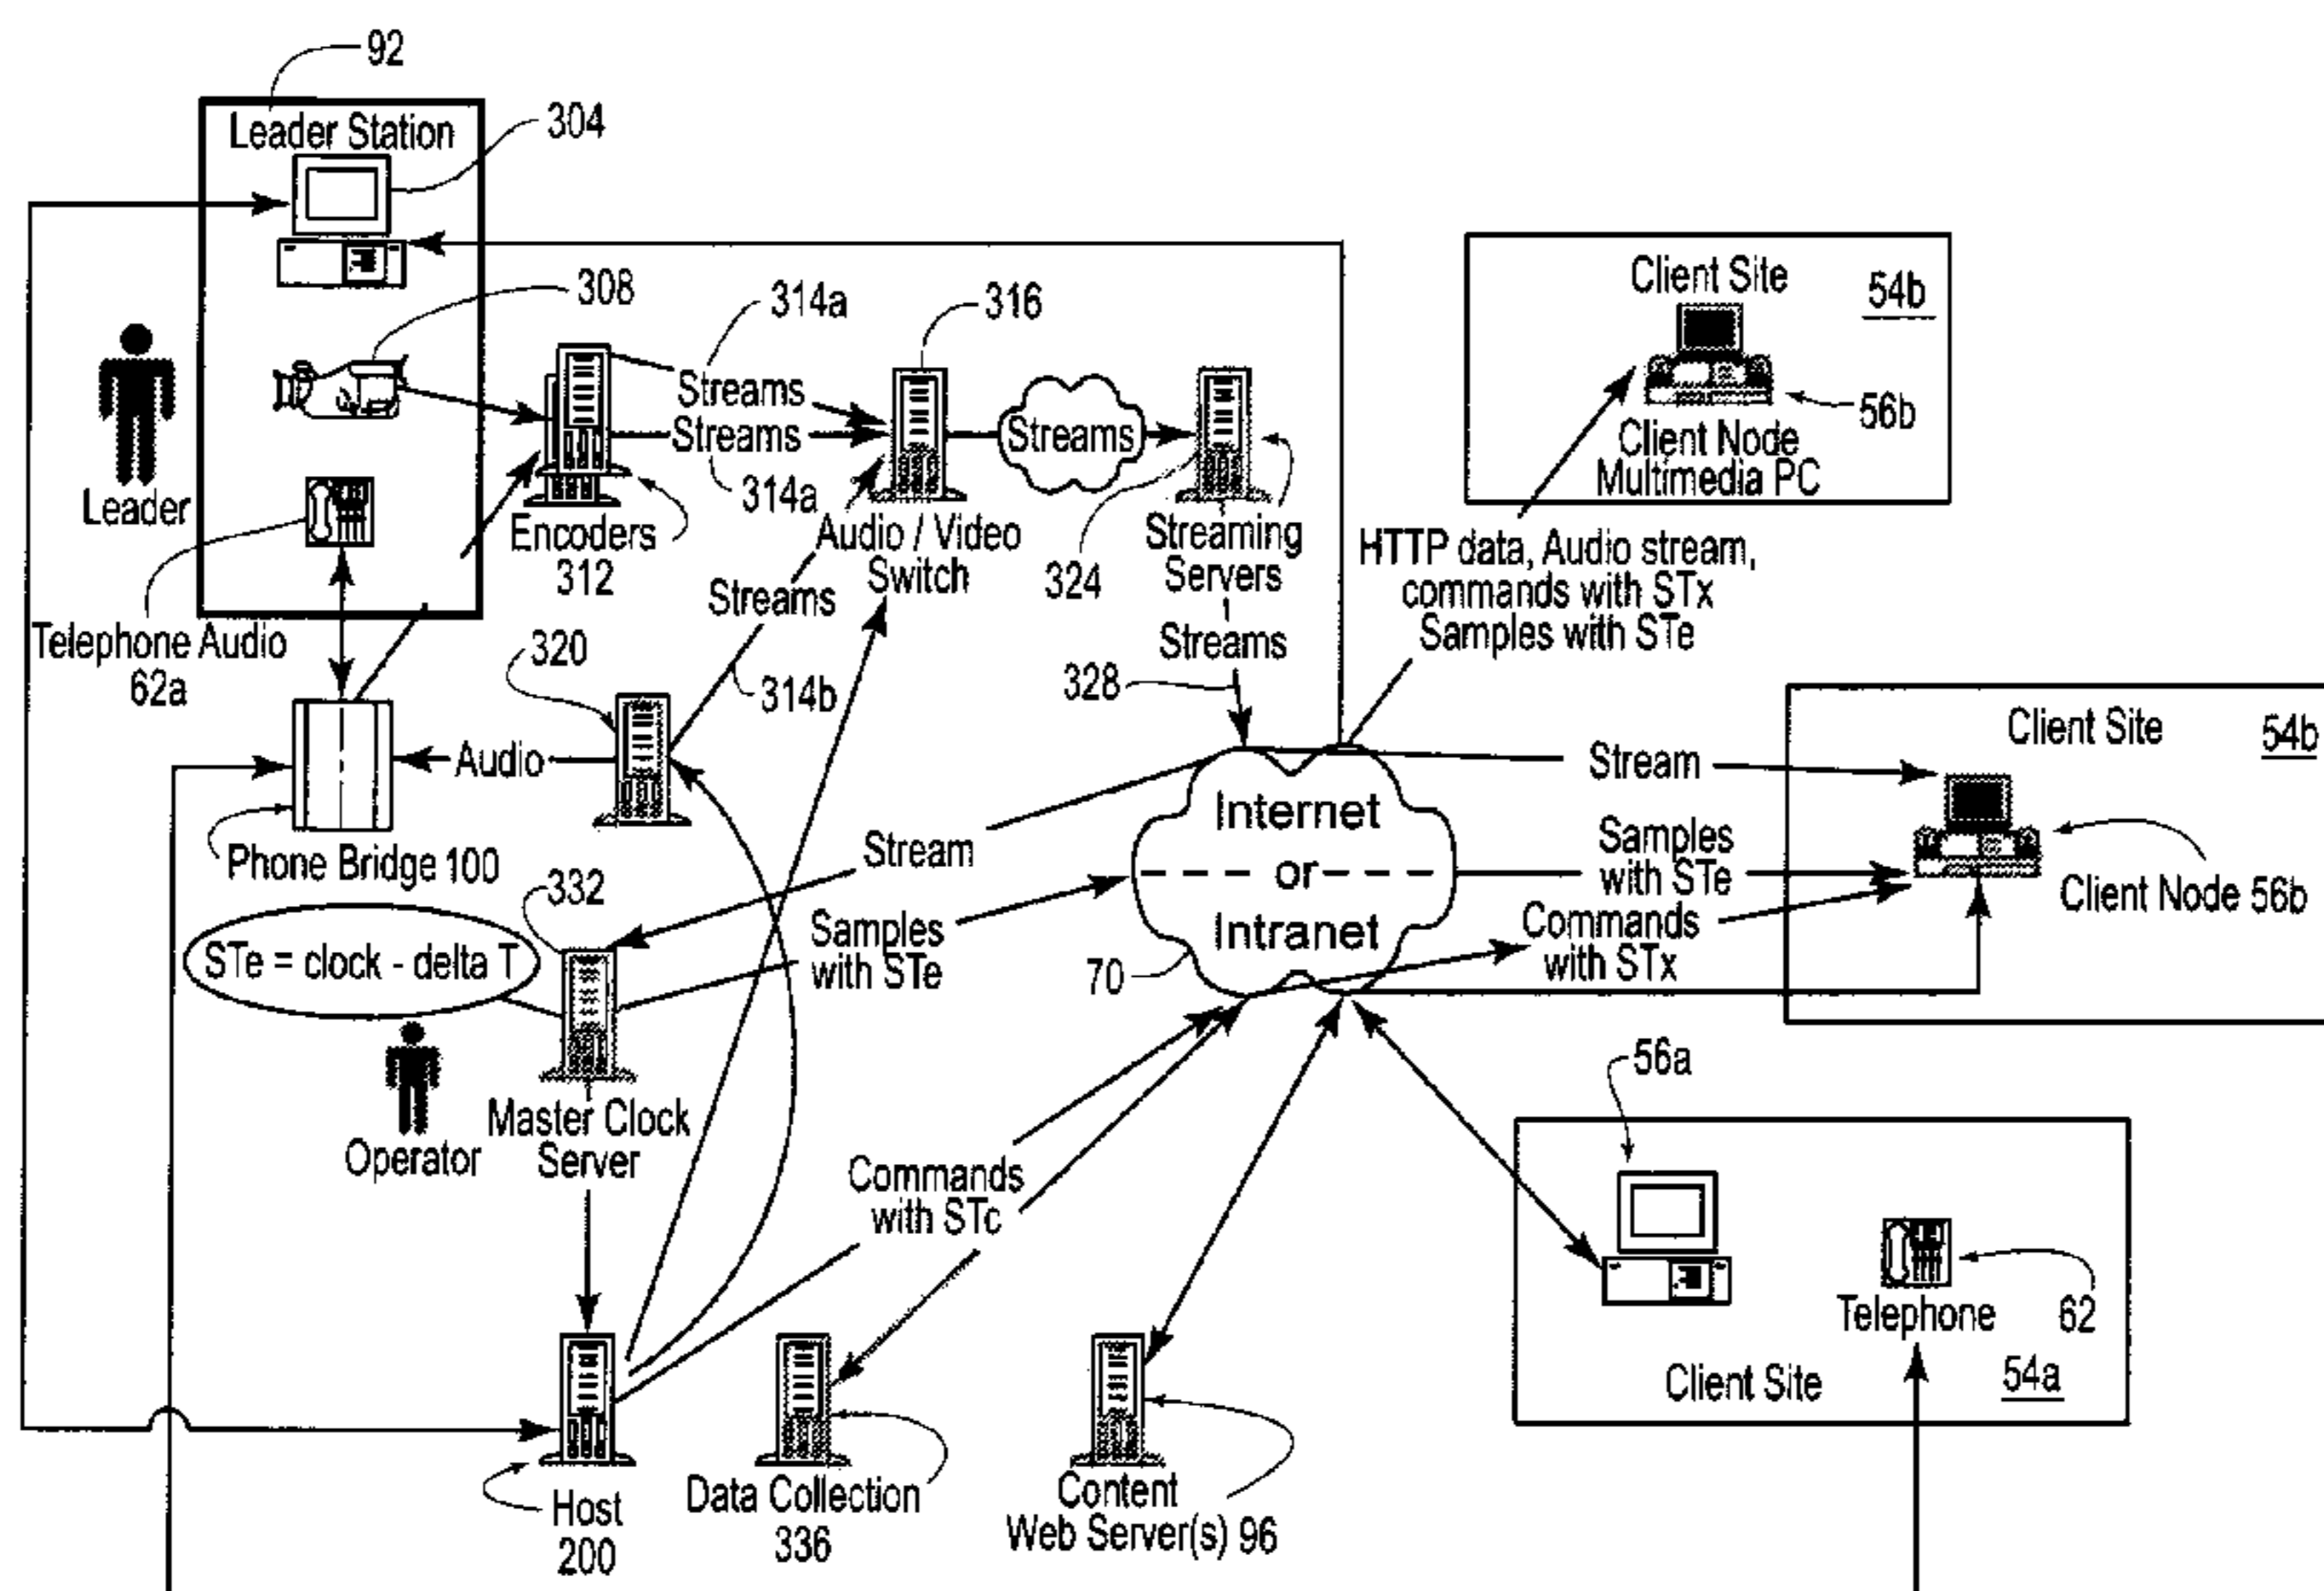 92
Leader Station
304
308
Leader
Telephone Audio
62a
Encoders
312
314a
Streams
Streams
314a
316
Audio / Video
Switch
Streams
324
Streaming
Servers
Streams
328
Streams
314b
320
Audio
Phone Bridge 100
STe = clock - delta T
332
Operator
Master Clock
Server
Stream
Samples
with STe
Internet
or
Intranet
70
Client Site
54b
56b
Client Node
Multimedia PC
HTTP data, Audio stream,
commands with STx
Samples with STe
Client Site
54b
Stream
Samples
with STe
Commands
with STx
Client Node 56b
Commands
with STc
56a
Telephone
62
Client Site
54a
Host
200
Data Collection
336
Content
Web Server(s) 96